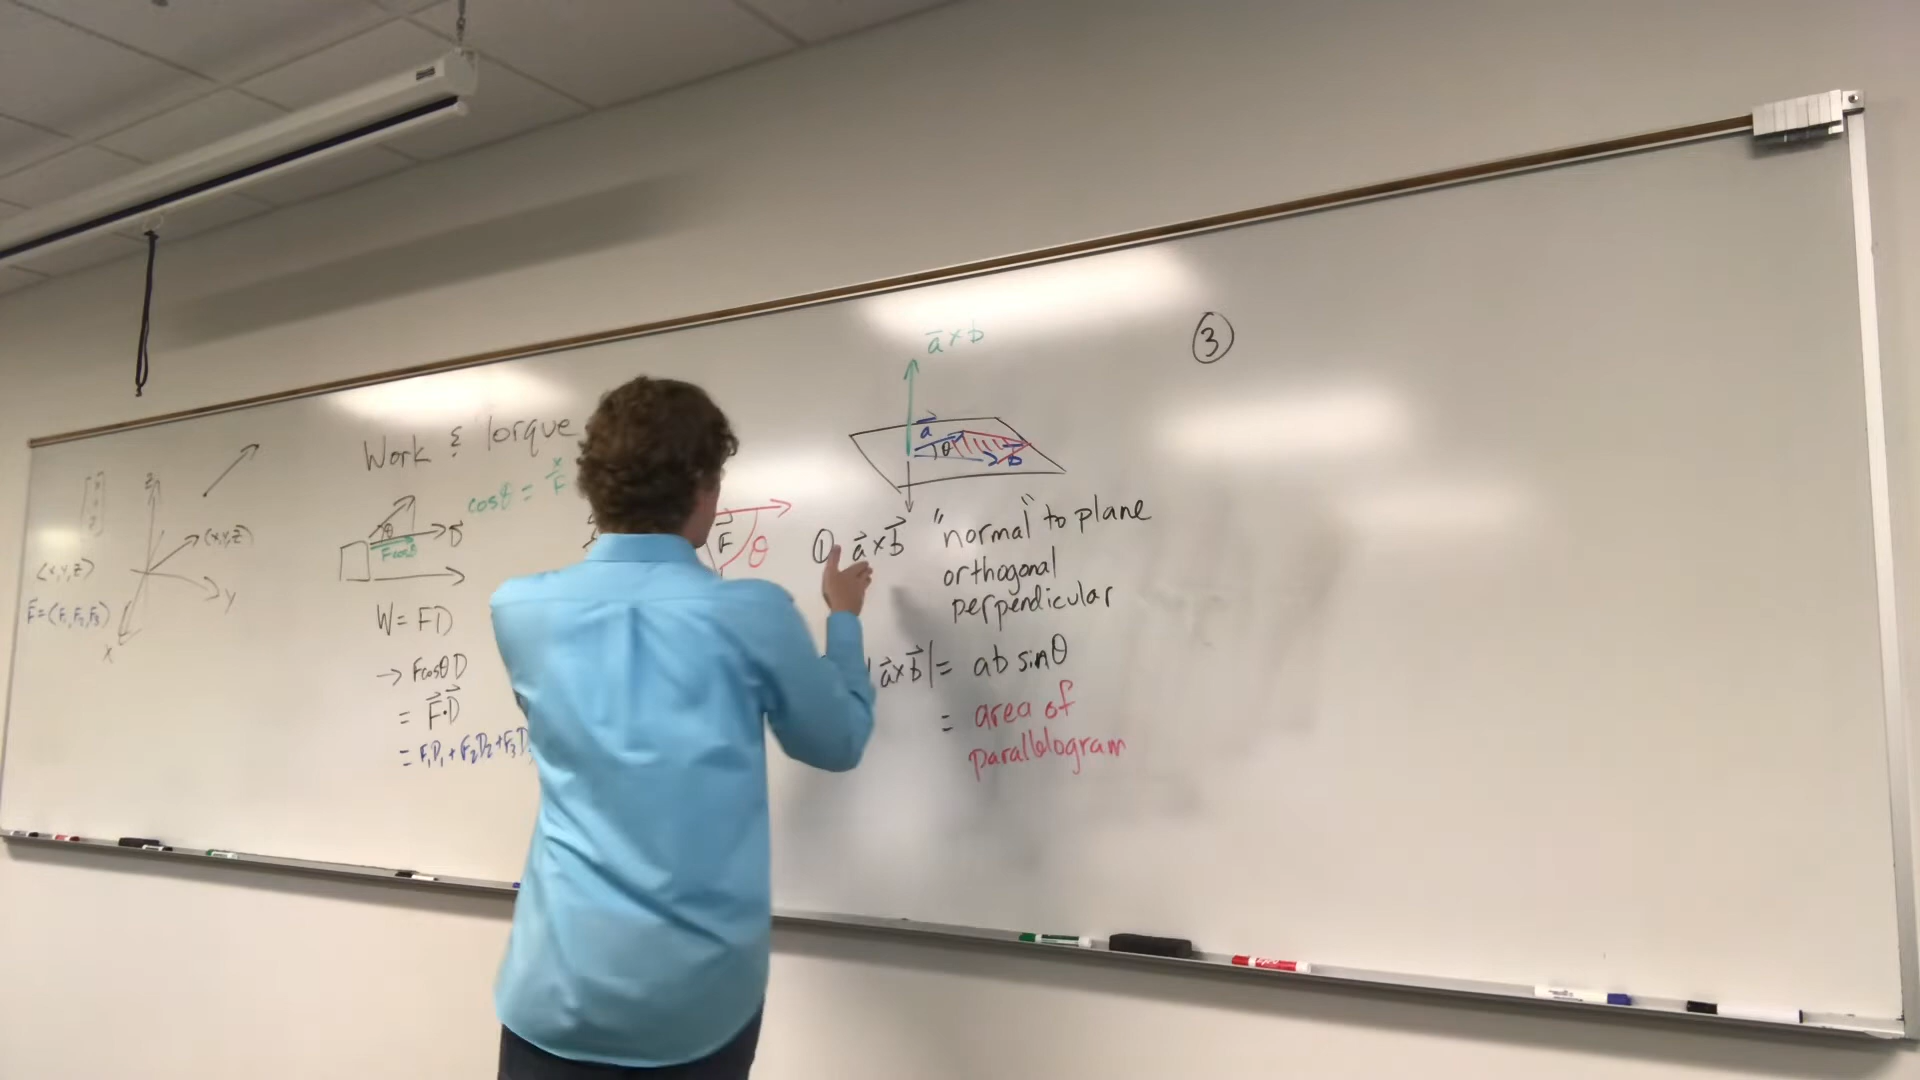 z
(x,y,z)
<x,y,z>
y
F⃗=(F₁,F₂,F₃)
x
Work & Torque
cosθ = x/F
θ
D
Fcosθ
W= FD
→ FcosθD
= F⃗·D⃗
= F₁D₁+F₂D₂+F₃D
F⃗
θ
a⃗×b
a⃗
θ
b
① a⃗×b⃗ "normal" to plane
orthogonal
perpendicular
a⃗×b⃗|= ab sinθ
= area of
parallelogram
③